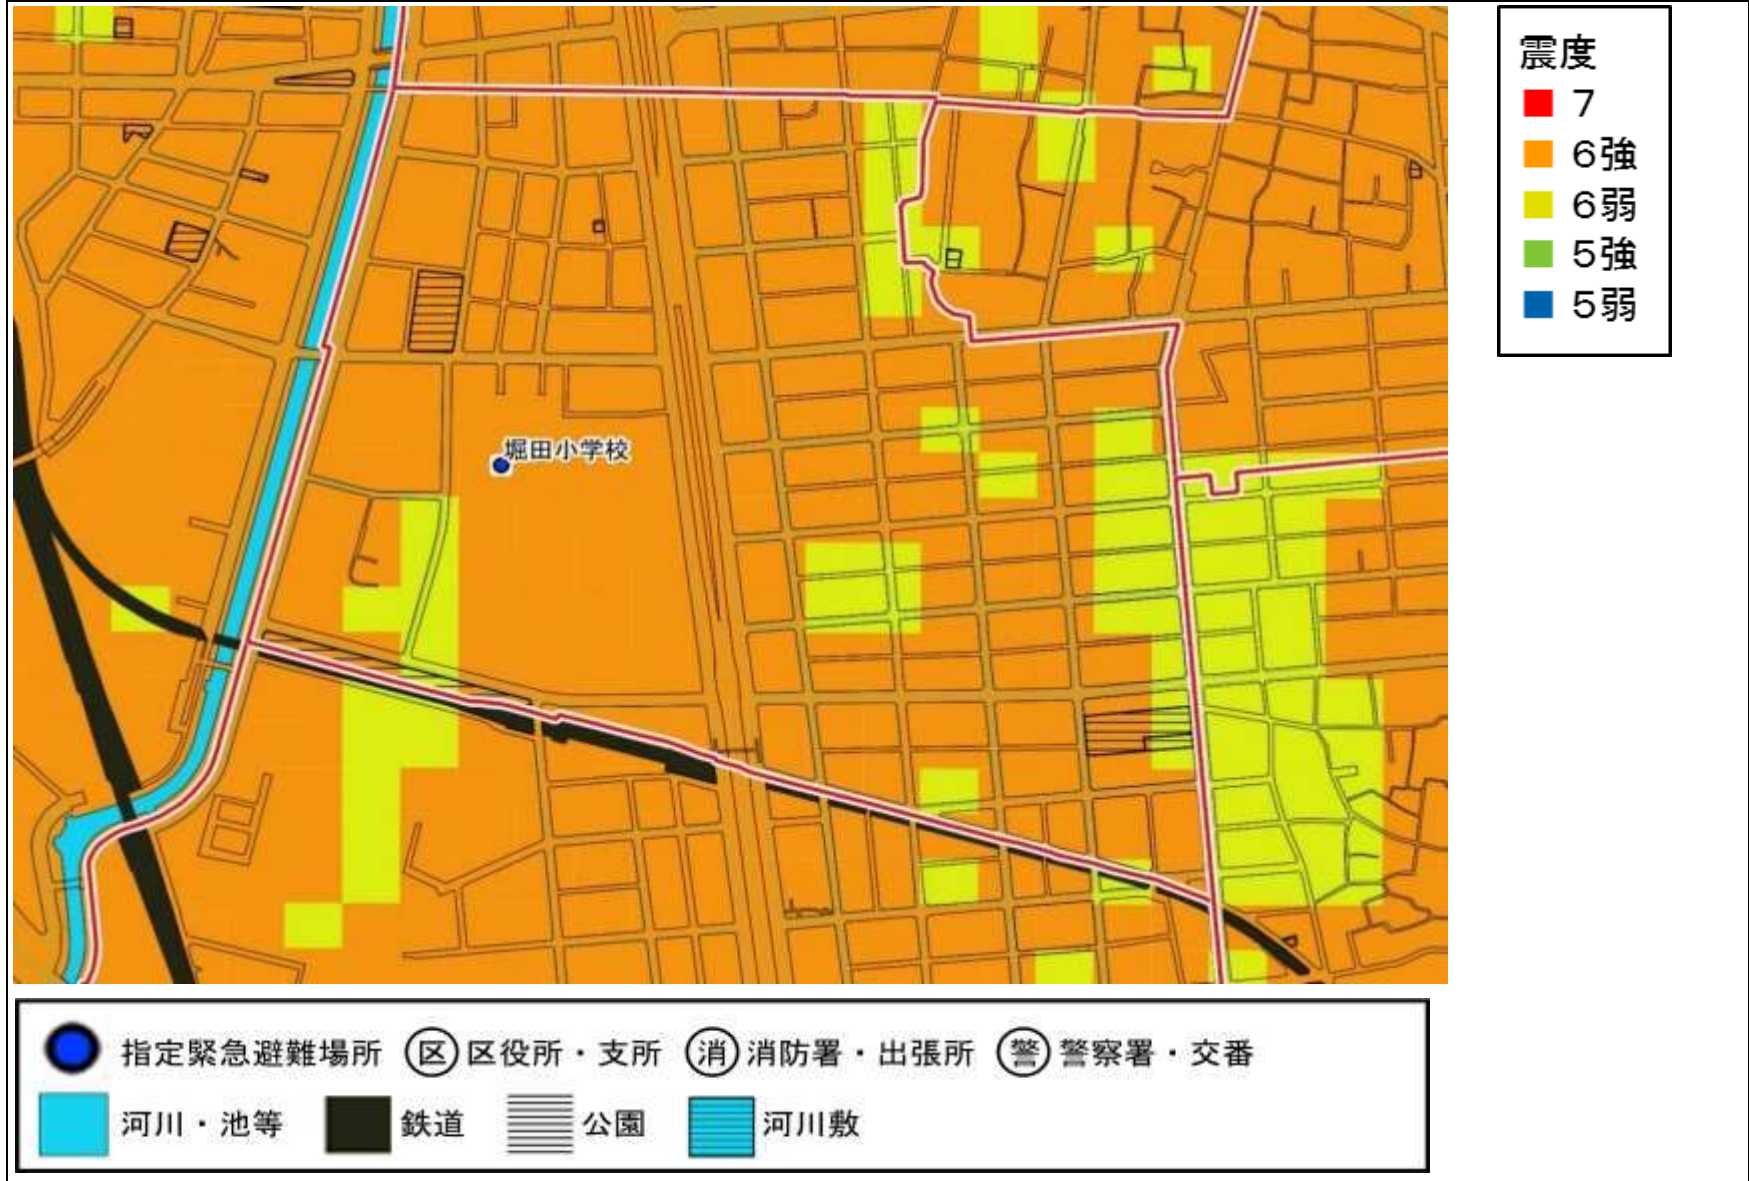 震度
7
6強
6弱
5強
5弱
堀田小学校
指定緊急避難場所 区 区役所・支所 消 消防署・出張所 警 警察署・交番
河川・池等 鉄道 公園 河川敷